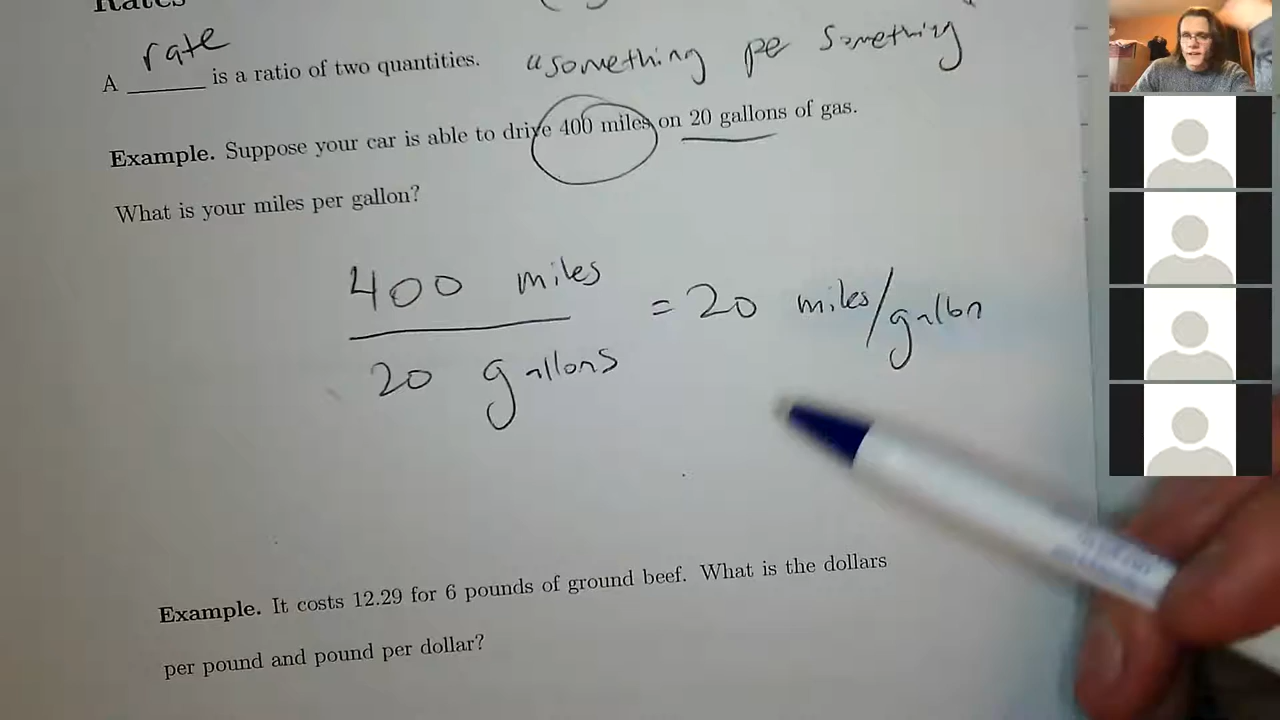 Rates
rate
A _____ is a ratio of two quantities. "something per something"
Example. Suppose your car is able to drive 400 miles on 20 gallons of gas.
What is your miles per gallon?
400 miles
= 20 miles/gallon
20 gallons
Example. It costs 12.29 for 6 pounds of ground beef. What is the dollars
per pound and pound per dollar?